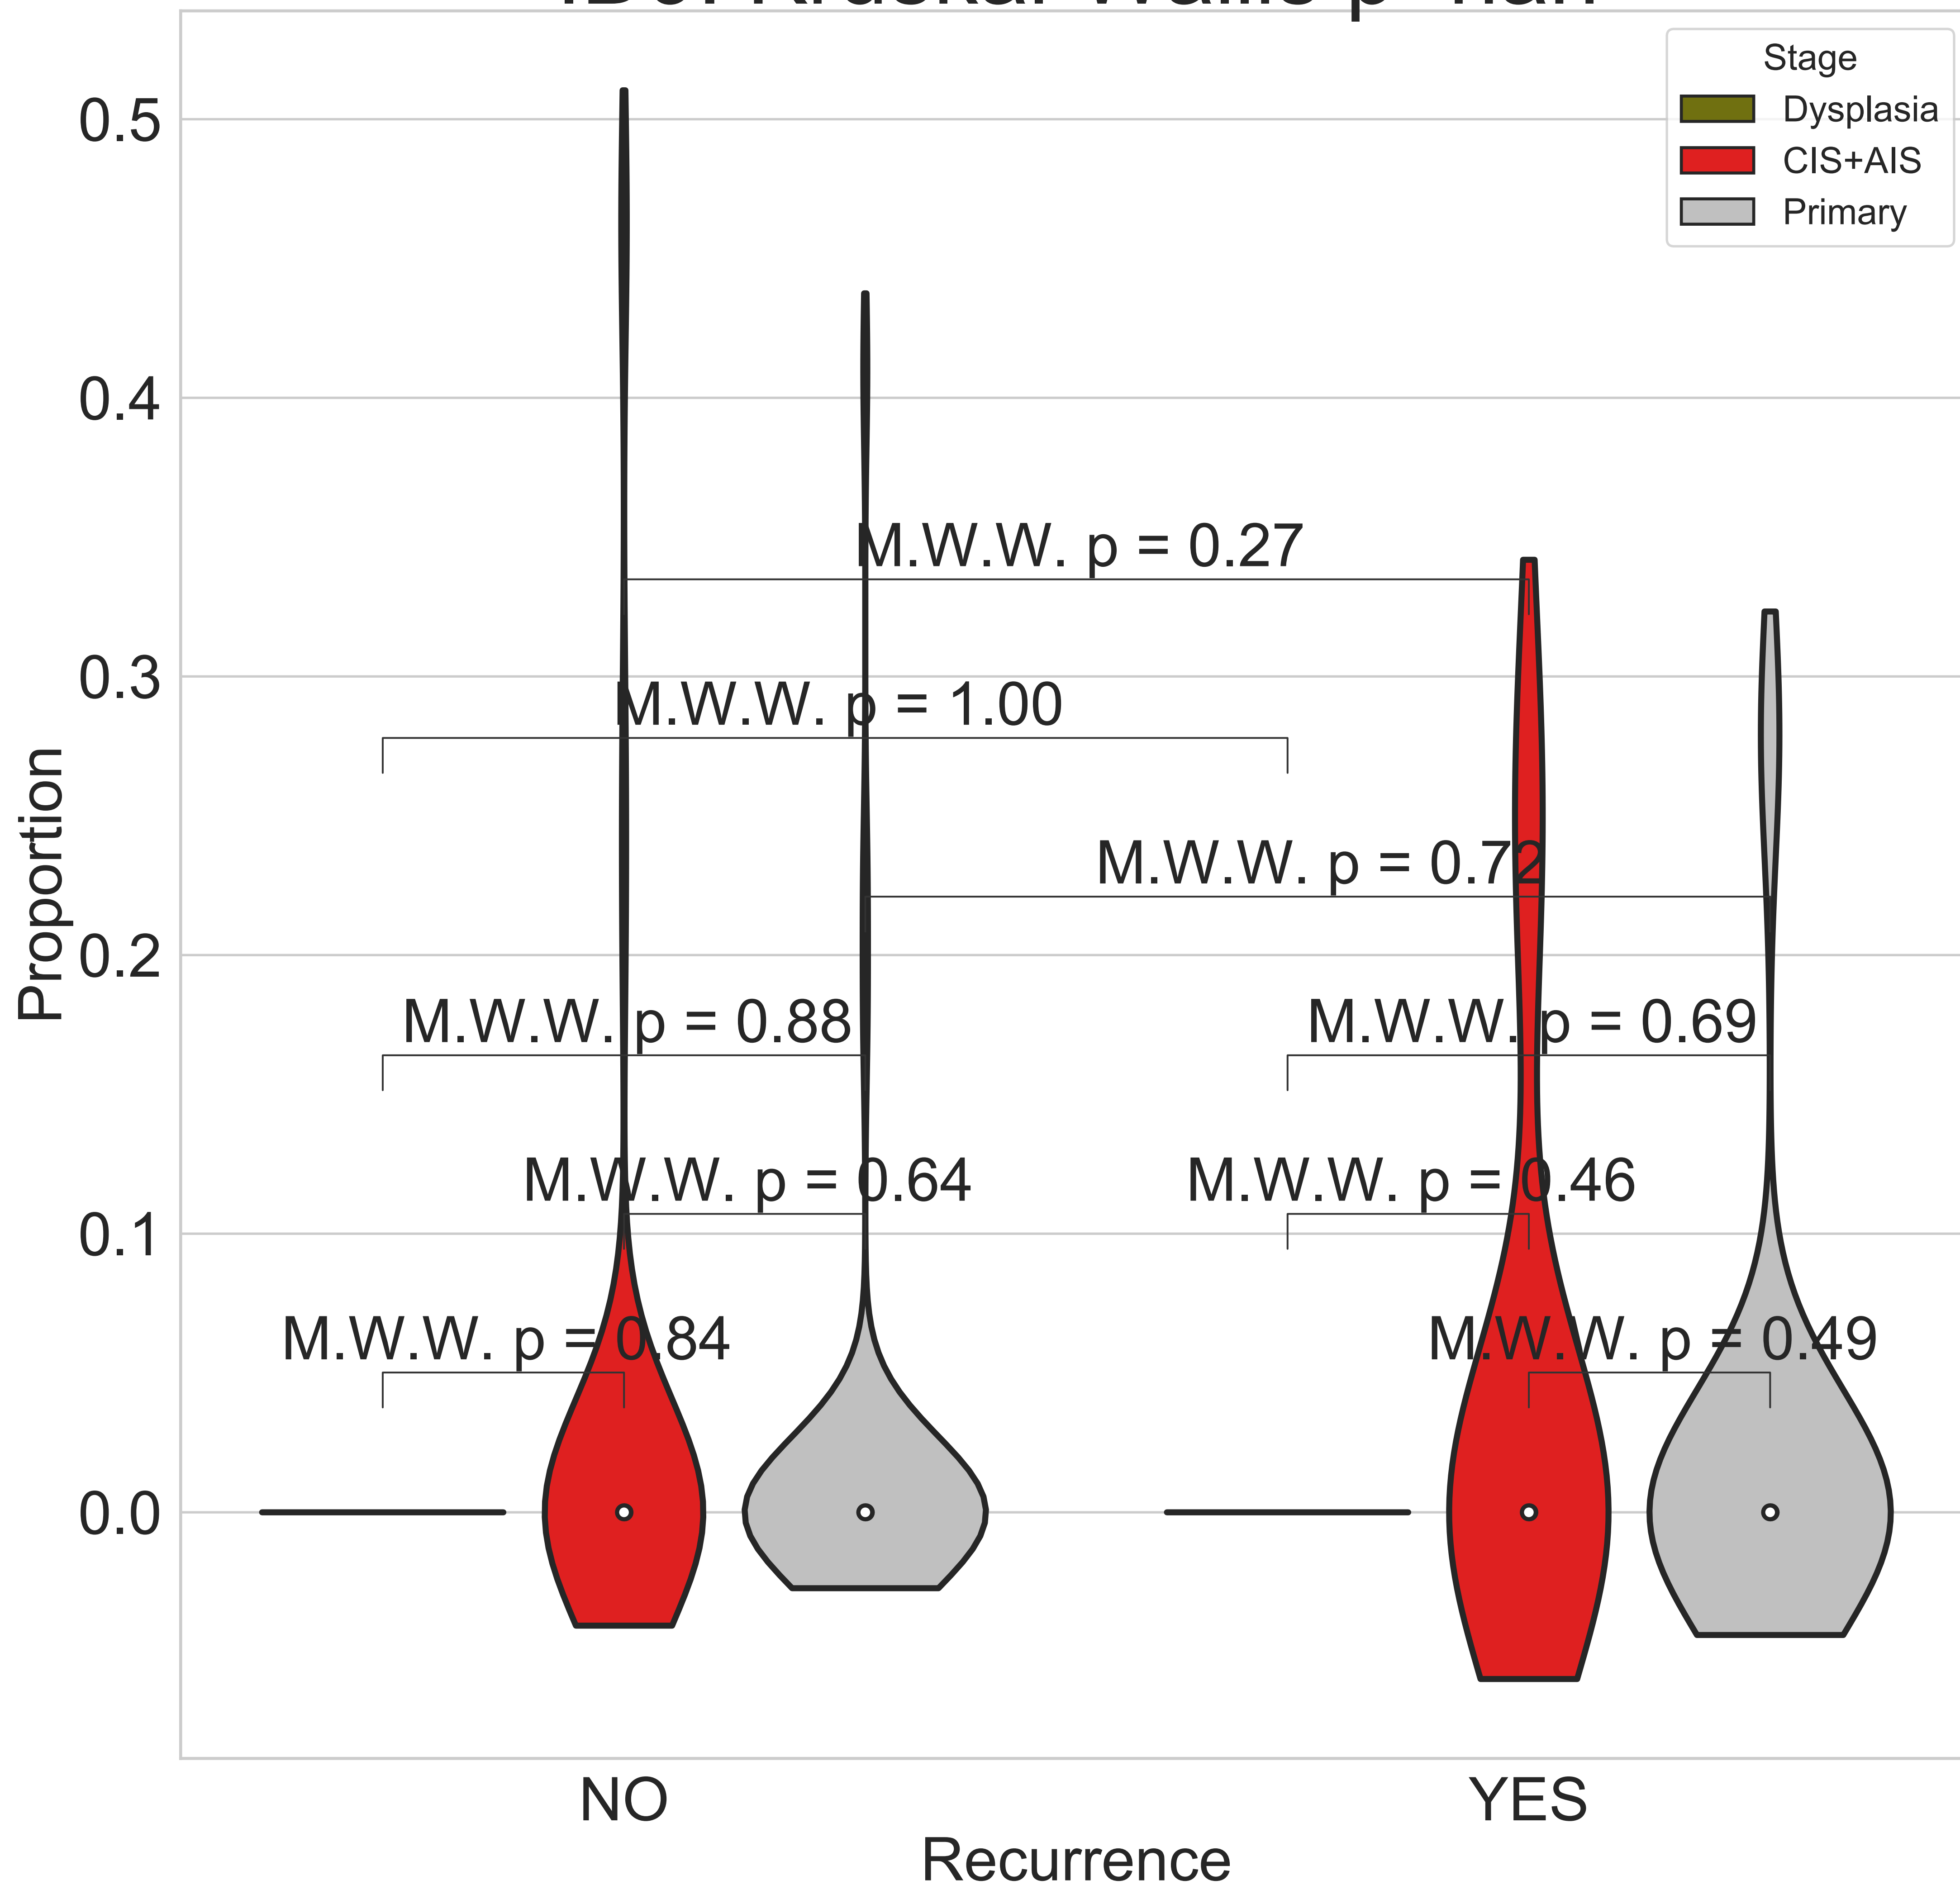 Stage
Dysplasia
CIS+AIS
Primary
0.5
0.4
0.3
0.2
0.1
0.0
Proportion
M.W.W. p = 0.27
M.W.W. p = 1.00
M.W.W. p = 0.72
M.W.W. p = 0.88
M.W.W. p = 0.69
M.W.W. p = 0.64
M.W.W. p = 0.46
M.W.W. p = 0.84
M.W.W. p = 0.49
NO
YES
Recurrence